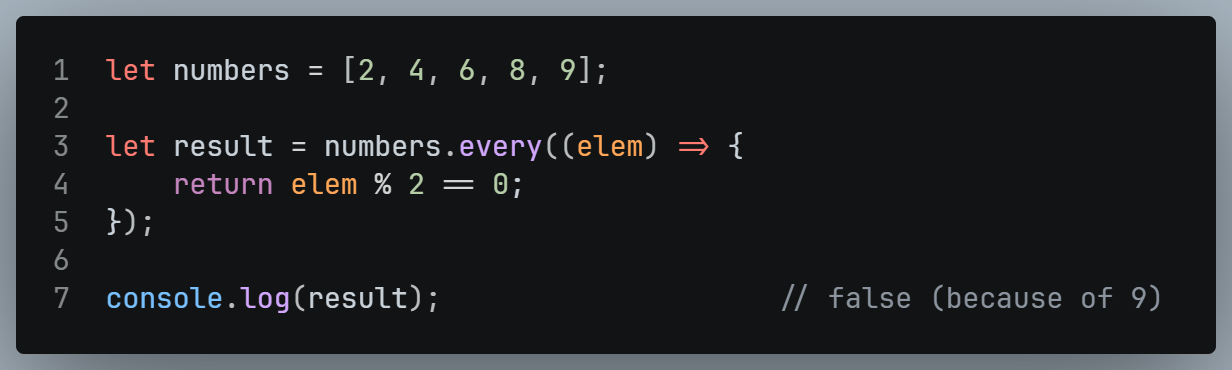 1 let numbers = [2, 4, 6, 8, 9];
2
3 let result = numbers.every((elem) => {
4     return elem % 2 == 0;
5 });
6
7 console.log(result); // false (because of 9)